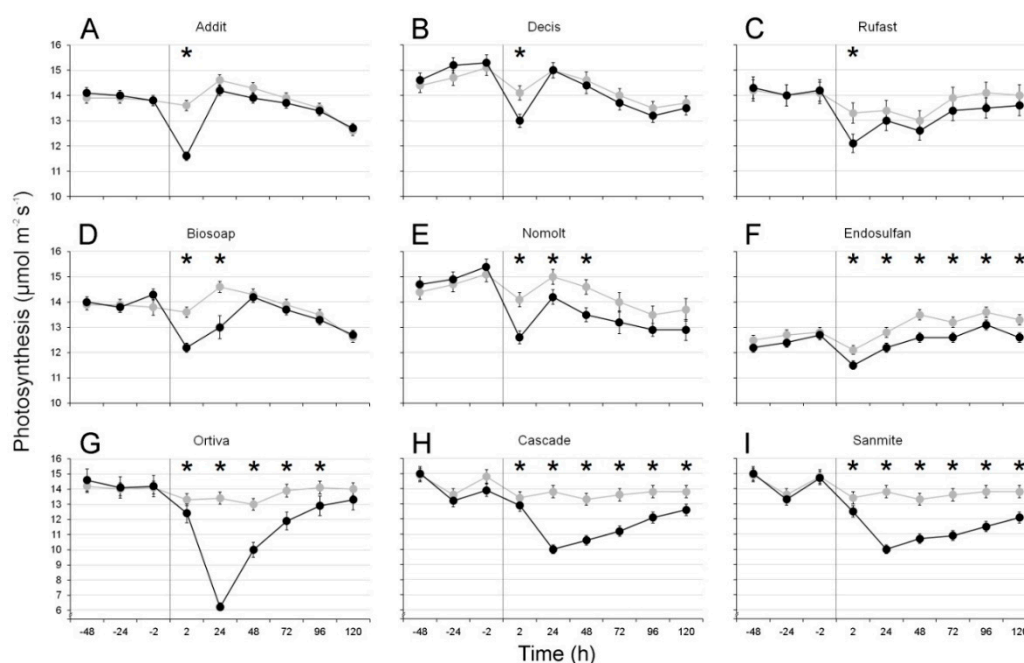 A Addit
B Decis
C Rufast
16
15
14
13
12
11
10
*
*
*
D Biosoap
E Nomolt
F Endosulfan
16
15
14
13
12
11
10
* *
* * *
* * * * * *
G Ortiva
H Cascade
I Sanmite
16
15
14
13
12
11
10
9
8
7
6
* * * * *
* * * * * *
* * * * * *
-48 -24 -2 2 24 48 72 96 120
-48 -24 -2 2 24 48 72 96 120
-48 -24 -2 2 24 48 72 96 120
Photosynthesis (µmol m⁻² s⁻¹)
Time (h)